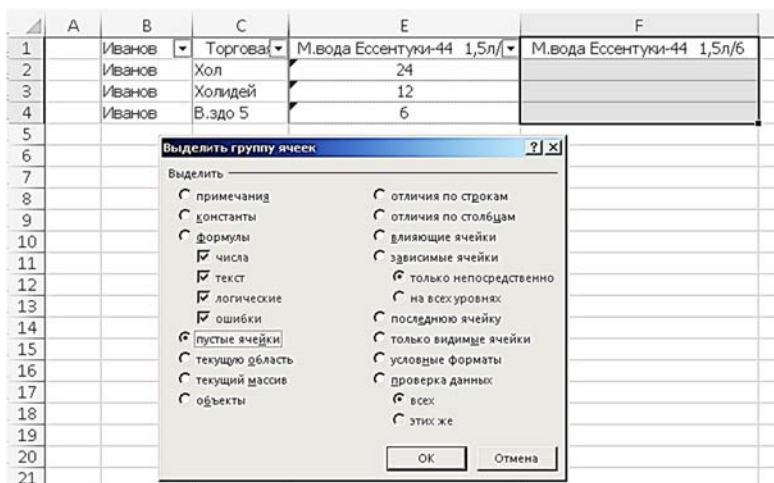 A B C E F
1 Иванов Торговая М.вода Ессентуки-44 1,5л/ М.вода Ессентуки-44 1,5л/6
2 Иванов Хол 24
3 Иванов Холидей 12
4 Иванов В.здо 5 6
5
6
7
8
9
10
11
12
13
14
15
16
17
18
19
20
21
Выделить группу ячеек
Выделить
примечания
константы
формулы
числа
текст
логические
ошибки
пустые ячейки
текущую область
текущий массив
объекты
отличия по строкам
отличия по столбцам
влияющие ячейки
зависимые ячейки
только непосредственно
на всех уровнях
последнюю ячейку
только видимые ячейки
условные форматы
проверка данных
всех
этих же
ОК Отмена